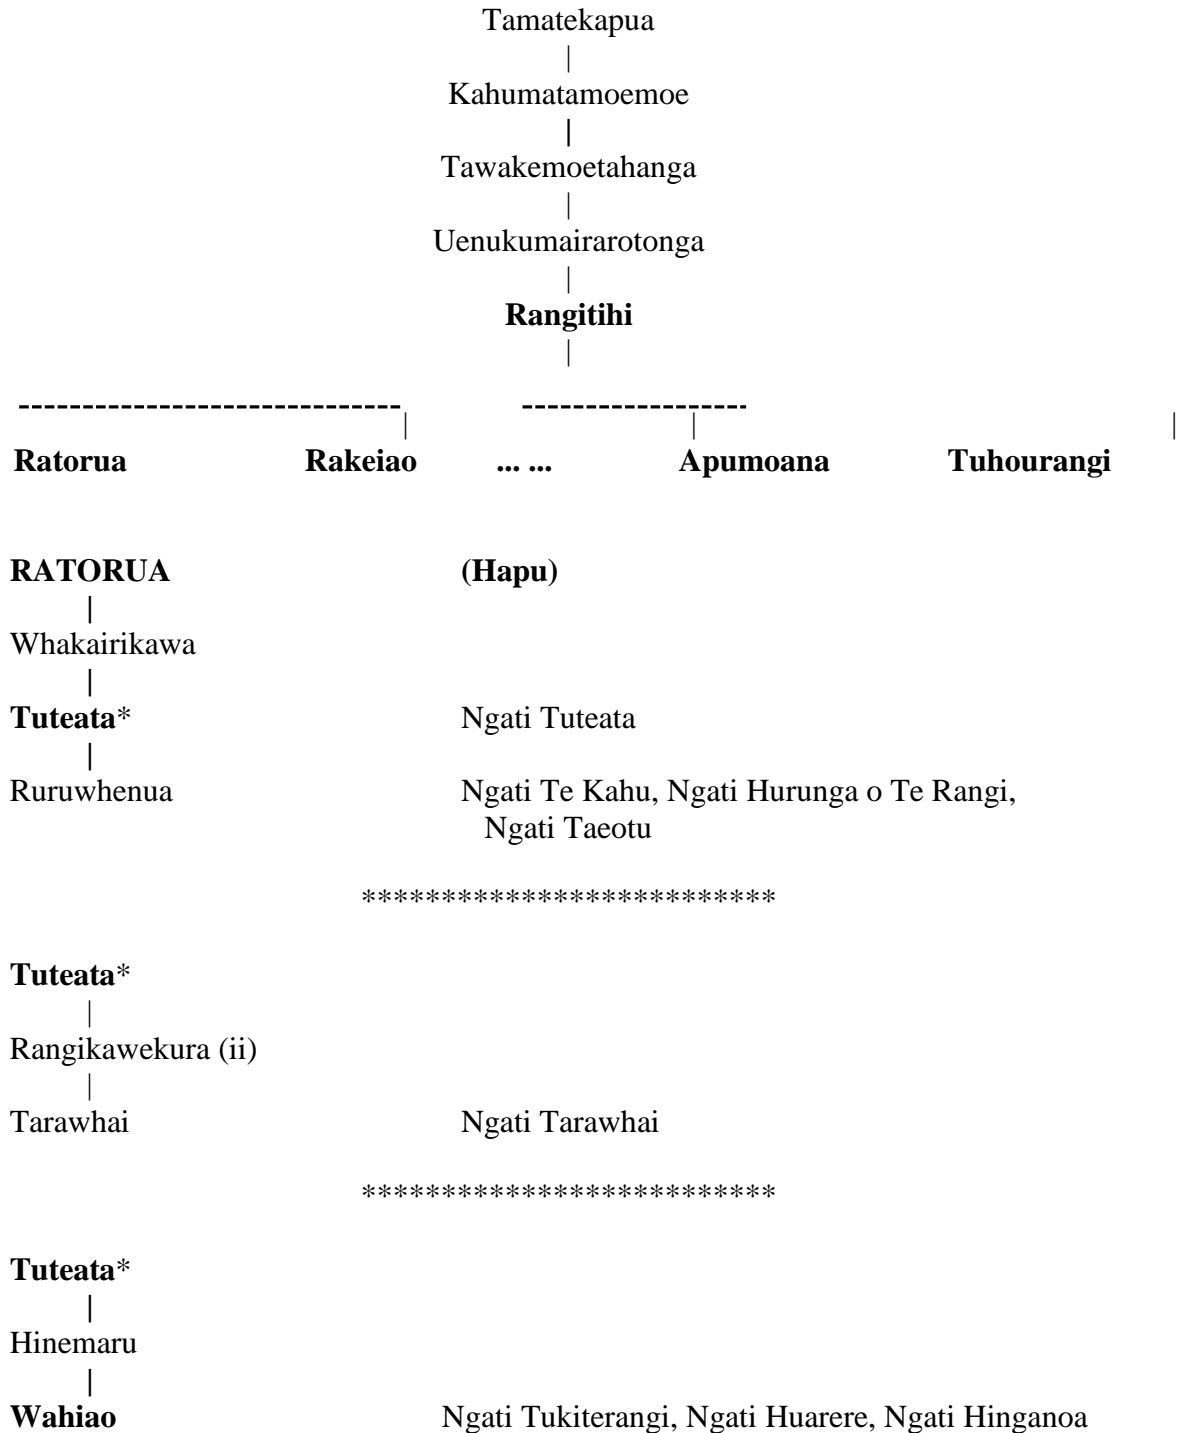 Tamatekapua
|
Kahumatamoemoe
|
Tawakemoetahanga
|
Uenukumairarotonga
|
Rangitihi
|
------------------------------ ------------------
| | |
Ratorua Rakeiao ... ... Apumoana Tuhourangi
RATORUA (Hapu)
|
Whakairikawa
|
Tuteata* Ngati Tuteata
|
Ruruwhenua Ngati Te Kahu, Ngati Hurunga o Te Rangi,
Ngati Taeotu
**************************
Tuteata*
|
Rangikawekura (ii)
|
Tarawhai Ngati Tarawhai
**************************
Tuteata*
|
Hinemaru
|
Wahiao Ngati Tukiterangi, Ngati Huarere, Ngati Hinganoa